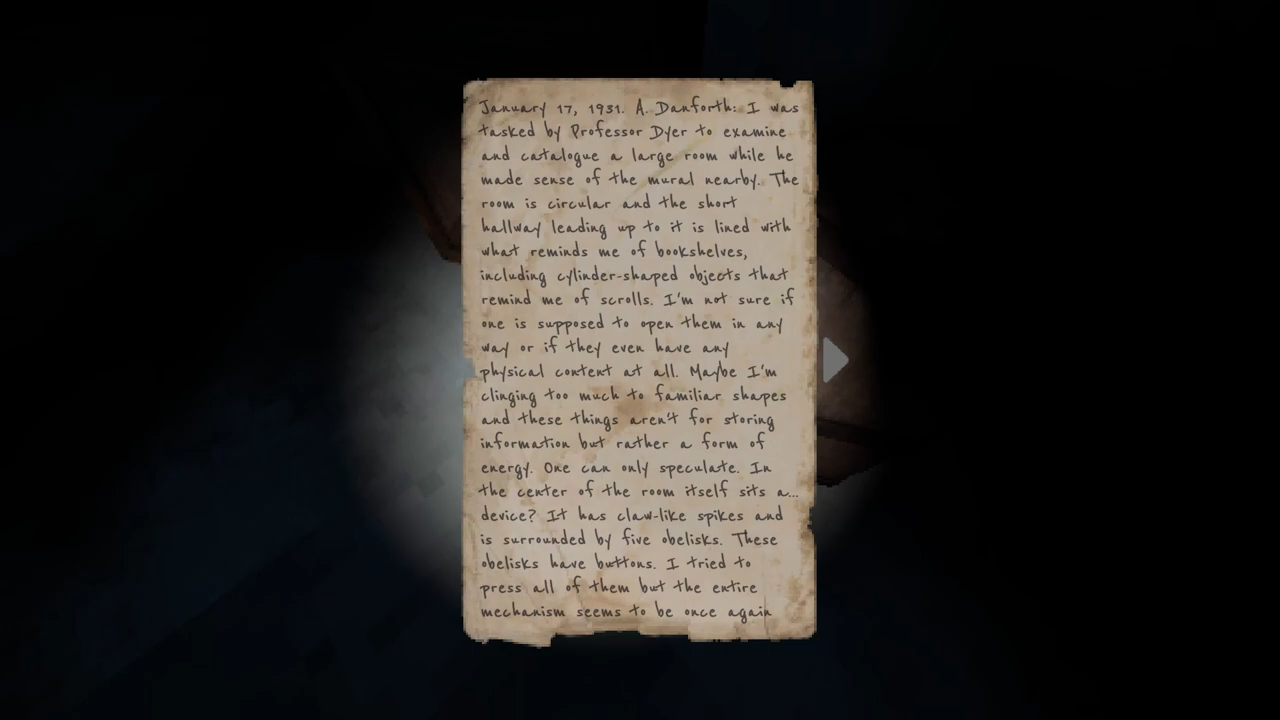 January 17, 1931. A. Danforth: I was
tasked by Professor Dyer to examine
and catalogue a large room while he
made sense of the mural nearby. The
room is circular and the short
hallway leading up to it is lined with
what reminds me of bookshelves,
including cylinder-shaped objects that
remind me of scrolls. I'm not sure if
one is supposed to open them in any
way or if they even have any
physical content at all. Maybe I'm
clinging too much to familiar shapes
and these things aren't for storing
information but rather a form of
energy. One can only speculate. In
the center of the room itself sits a...
device? It has claw-like spikes and
is surrounded by five obelisks. These
obelisks have buttons. I tried to
press all of them but the entire
mechanism seems to be once again